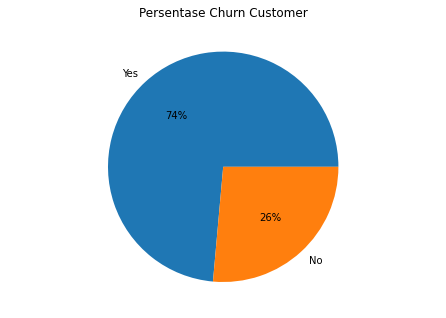 Persentase Churn Customer
Yes
74%
26%
No